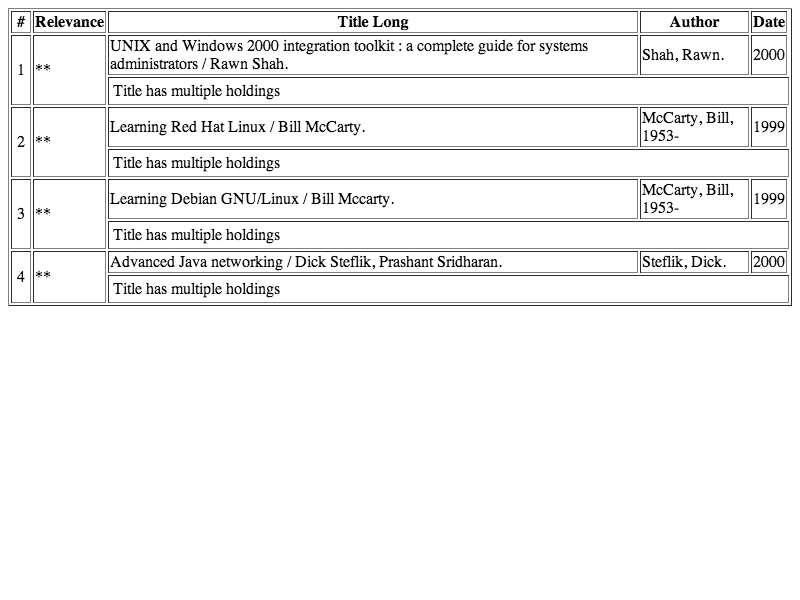 # Relevance Title Long Author Date
1 ** UNIX and Windows 2000 integration toolkit : a complete guide for systems administrators / Rawn Shah. Shah, Rawn. 2000
Title has multiple holdings
2 ** Learning Red Hat Linux / Bill McCarty. McCarty, Bill, 1953- 1999
Title has multiple holdings
3 ** Learning Debian GNU/Linux / Bill Mccarty. McCarty, Bill, 1953- 1999
Title has multiple holdings
4 ** Advanced Java networking / Dick Steflik, Prashant Sridharan. Steflik, Dick. 2000
Title has multiple holdings